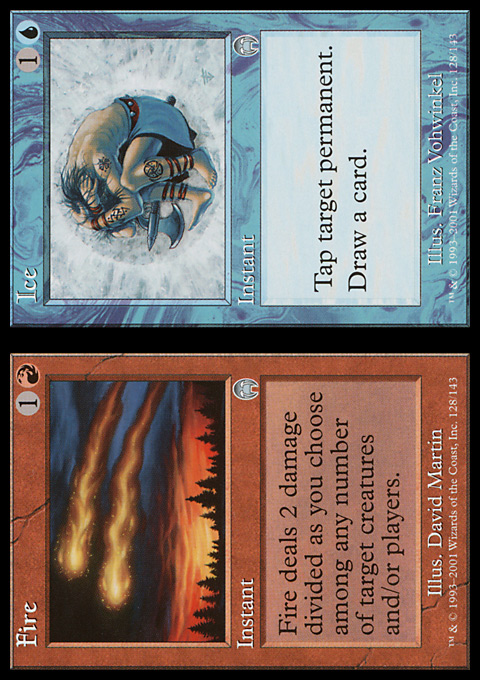 Ice 1
Instant
Tap target permanent.
Draw a card.
Illus. Franz Vohwinkel
™ & © 1993–2001 Wizards of the Coast, Inc. 128/143
Fire 1
Instant
Fire deals 2 damage
divided as you choose
among any number
of target creatures
and/or players.
Illus. David Martin
™ & © 1993–2001 Wizards of the Coast, Inc. 128/143